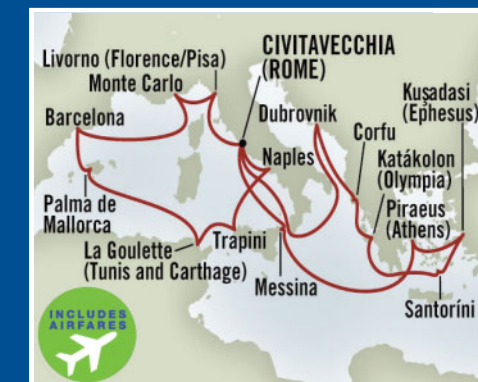 Livorno (Florence/Pisa)
Monte Carlo
CIVITAVECCHIA
(ROME)
Barcelona
Dubrovnik
Kuşadasi
(Ephesus)
Corfu
Naples
Katákolon
(Olympia)
Piraeus
(Athens)
Palma de
Mallorca
La Goulette
(Tunis and Carthage)
Trapini
Messina
Santoríni
INCLUDES
AIRFARES